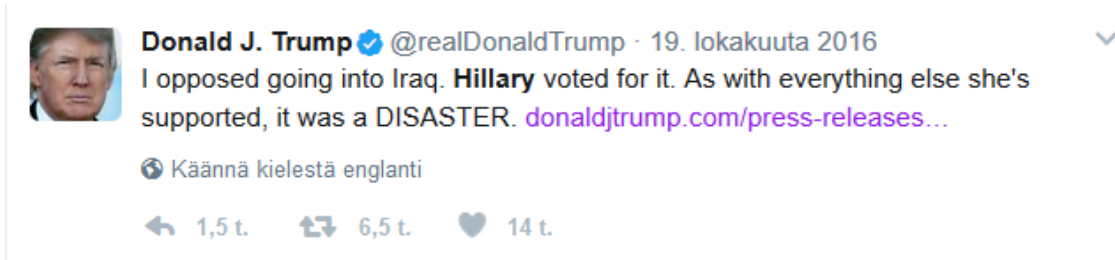 Donald J. Trump @realDonaldTrump · 19. lokakuuta 2016
I opposed going into Iraq. Hillary voted for it. As with everything else she's
supported, it was a DISASTER. donaldjtrump.com/press-releases…
Käännä kielestä englanti
1,5 t. 6,5 t. 14 t.